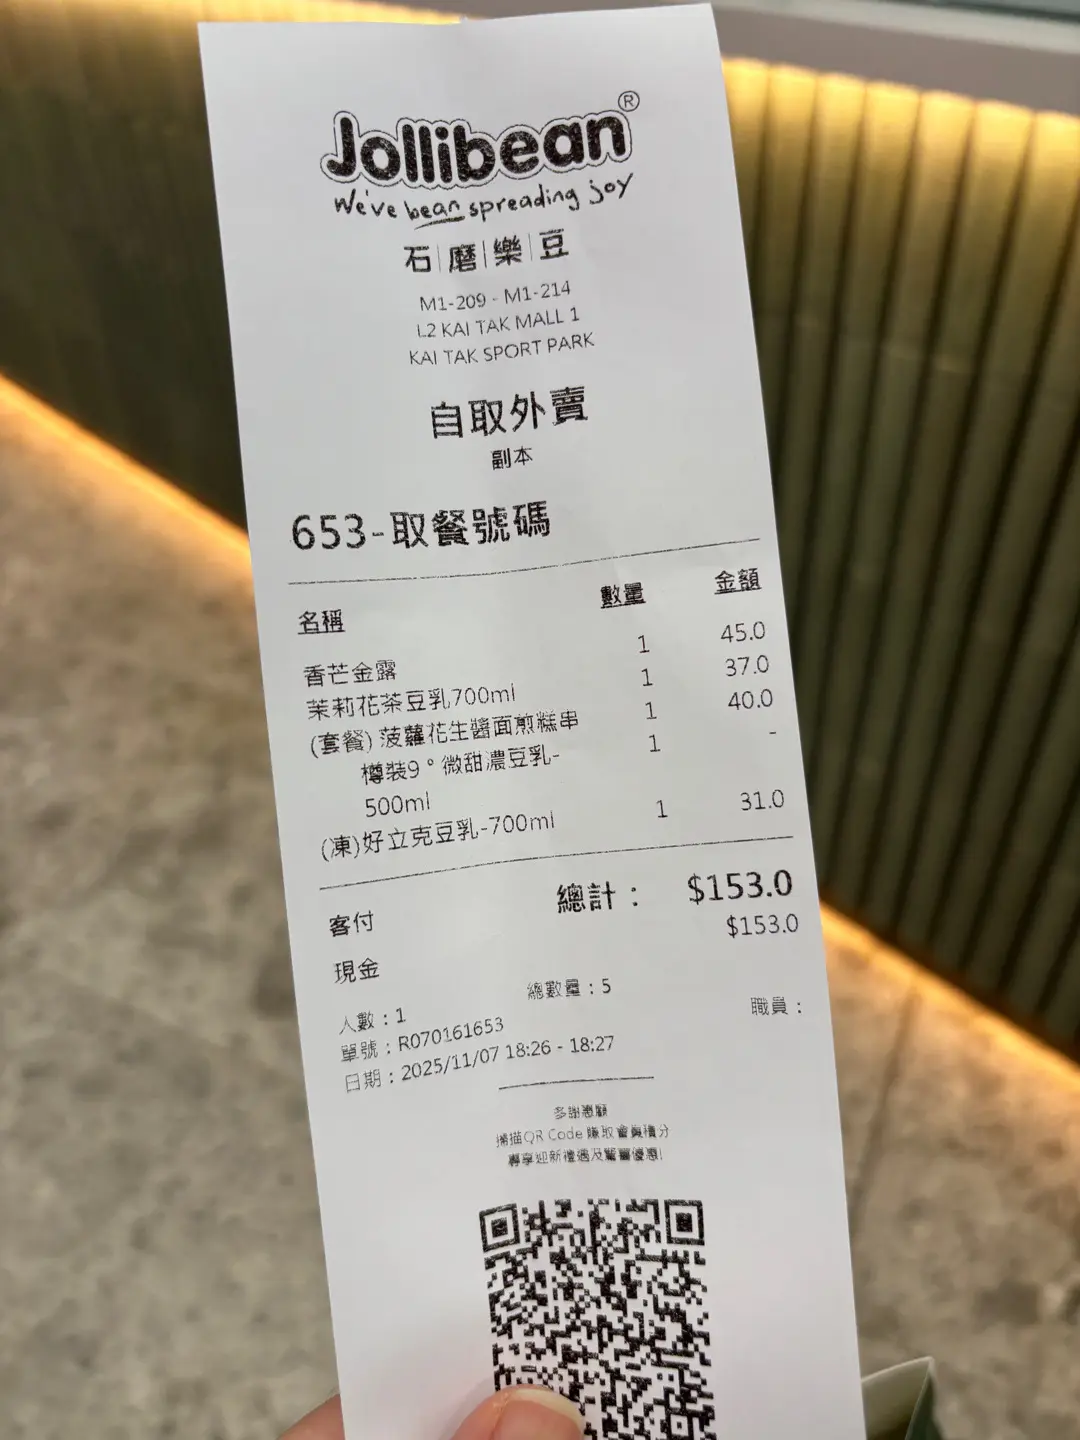 Jollibean®
We've bean spreading joy
石|磨|樂|豆
M1-209 - M1-214
L2 KAI TAK MALL 1
KAI TAK SPORT PARK
自取外賣
副本
653-取餐號碼
名稱 數量 金額
香芒金露 1 45.0
茉莉花茶豆乳700ml 1 37.0
(套餐) 菠蘿花生醬面煎糕串 1 40.0
樽裝9°微甜濃豆乳- 1 -
500ml
(凍)好立克豆乳-700ml 1 31.0
總計： $153.0
客付 $153.0
現金
總數量：5
人數：1 職員：
單號：R070161653
日期：2025/11/07 18:26 - 18:27
多謝惠顧
掃描QR Code 賺取會員積分
專享迎新禮遇及驚喜優惠!